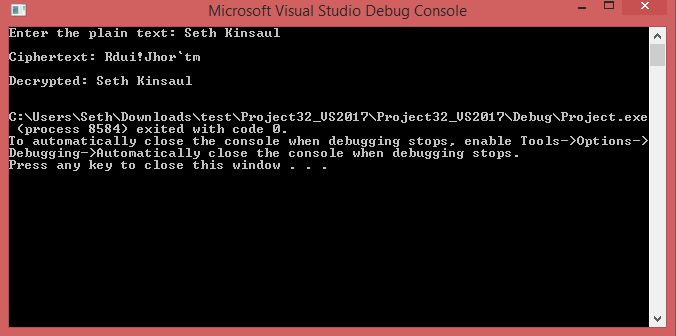 Microsoft Visual Studio Debug Console
Enter the plain text: Seth Kinsaul
Ciphertext: Rdui!Jhor`tm
Decrypted: Seth Kinsaul
C:\Users\Seth\Downloads\test\Project32_VS2017\Project32_VS2017\Debug\Project.exe
(process 8584) exited with code 0.
To automatically close the console when debugging stops, enable Tools->Options->
Debugging->Automatically close the console when debugging stops.
Press any key to close this window . . .